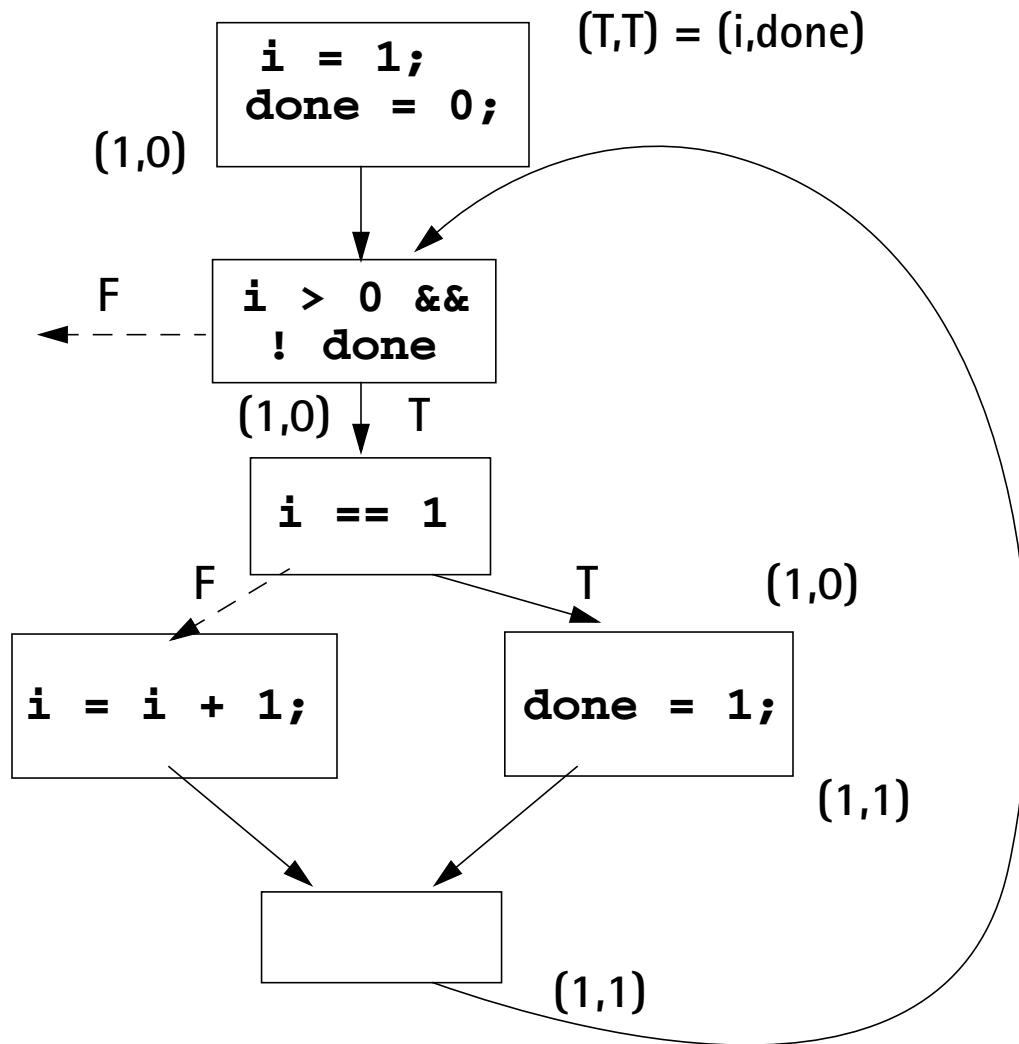 (T,T) = (i,done)
i = 1;
done = 0;
(1,0)
i > 0 &&
! done
F
(1,0)
T
i == 1
F
T
(1,0)
i = i + 1;
done = 1;
(1,1)
(1,1)